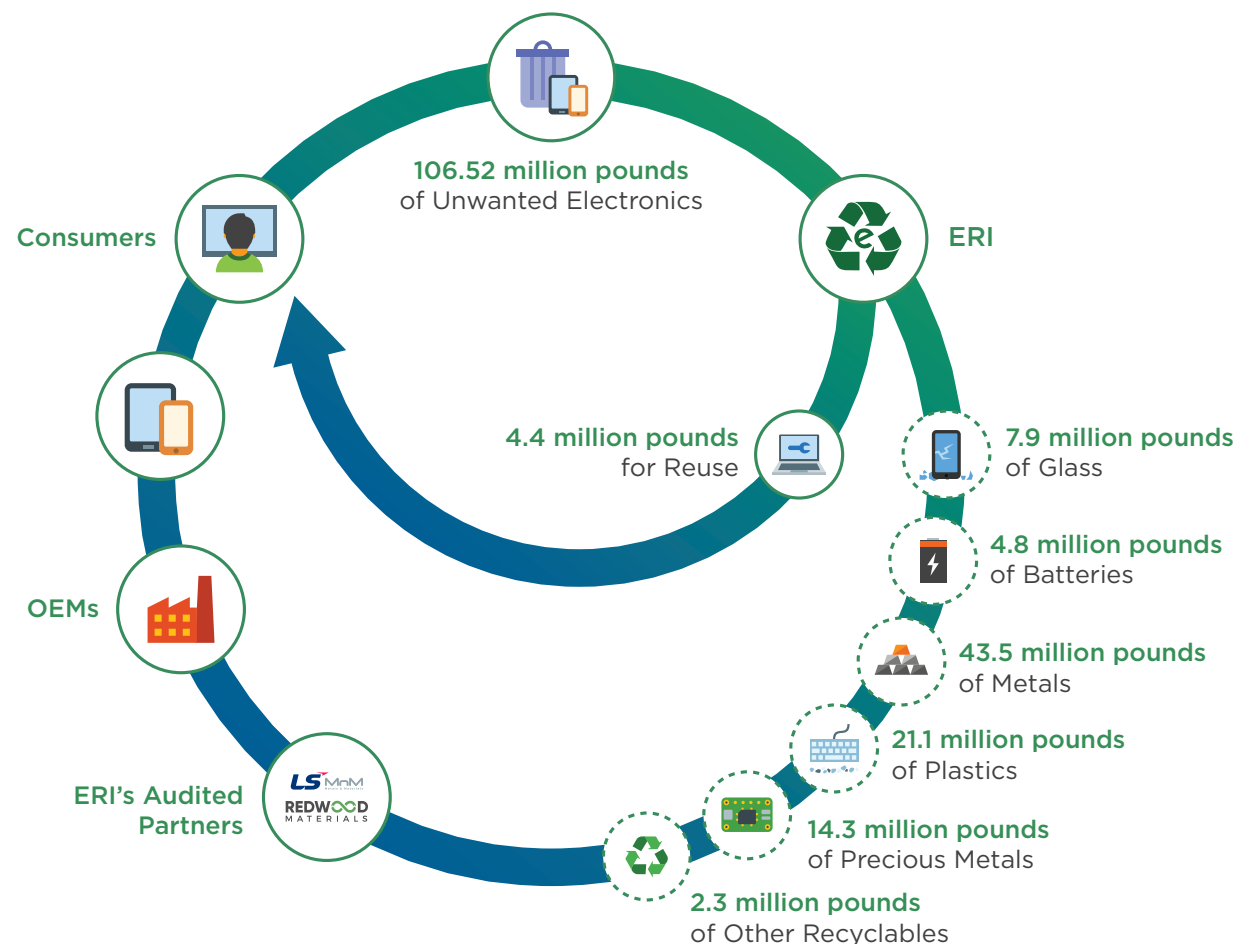 106.52 million pounds
of Unwanted Electronics
Consumers
e
ERI
4.4 million pounds
for Reuse
7.9 million pounds
of Glass
4.8 million pounds
of Batteries
OEMs
43.5 million pounds
of Metals
21.1 million pounds
of Plastics
ERI’s Audited
Partners
LS MnM
Metals & Materials
REDWOOD
MATERIALS
14.3 million pounds
of Precious Metals
2.3 million pounds
of Other Recyclables